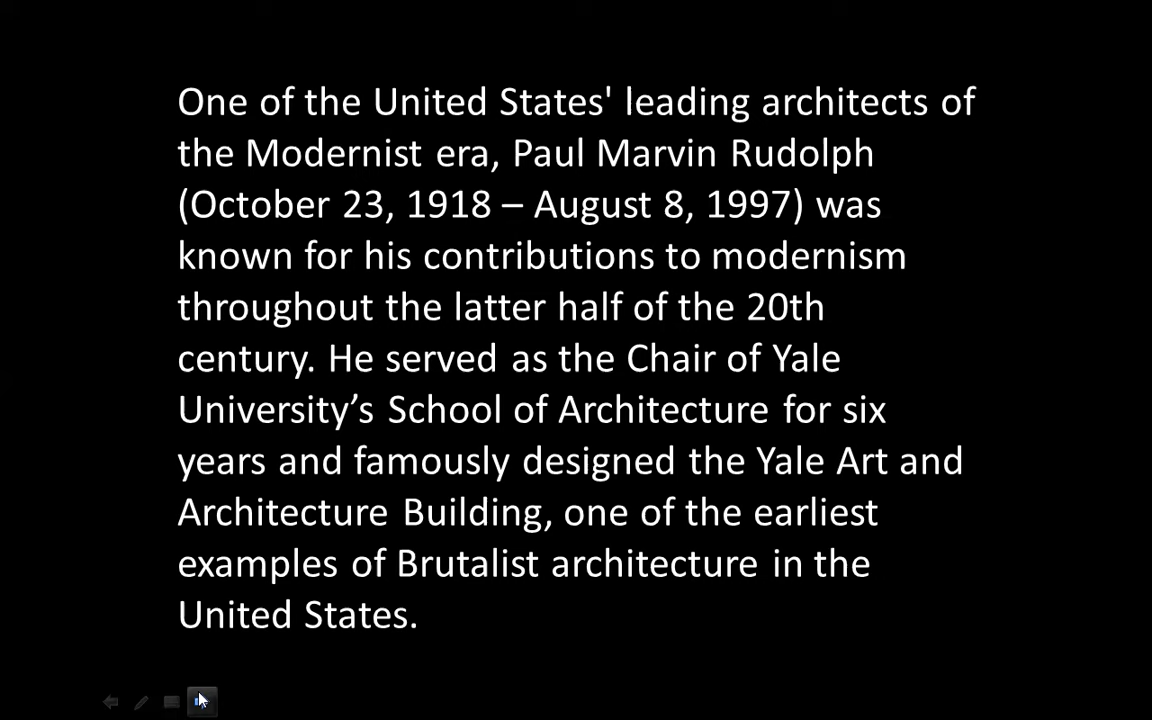 One of the United States' leading architects of
the Modernist era, Paul Marvin Rudolph
(October 23, 1918 – August 8, 1997) was
known for his contributions to modernism
throughout the latter half of the 20th
century. He served as the Chair of Yale
University’s School of Architecture for six
years and famously designed the Yale Art and
Architecture Building, one of the earliest
examples of Brutalist architecture in the
United States.